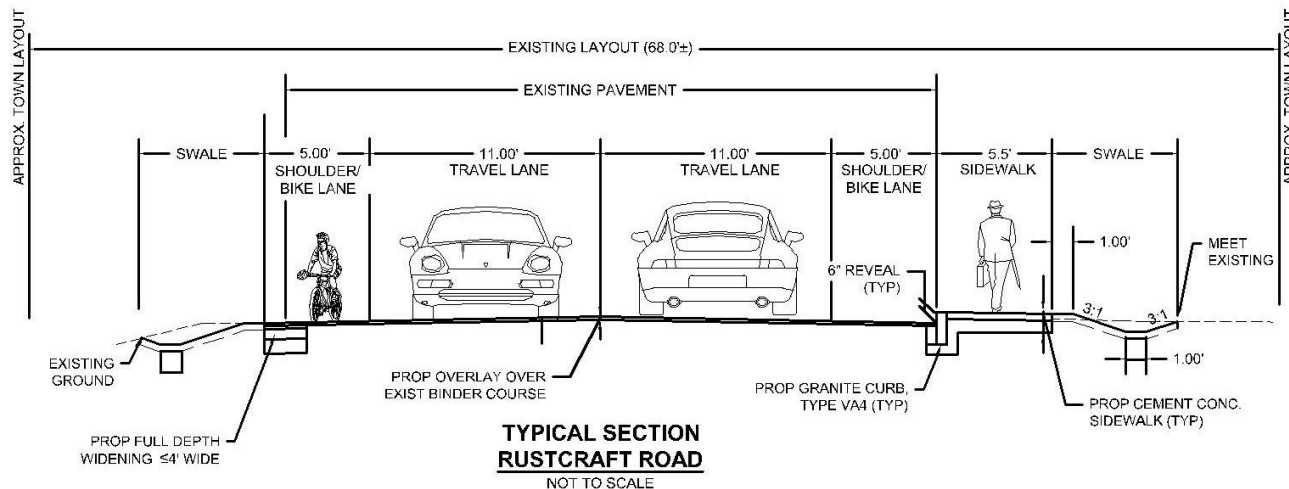 APPROX. TOWN LAYOUT
EXISTING LAYOUT (68.0'±)
APPROX. TOWN LAYOUT
EXISTING PAVEMENT
SWALE
5.00'
SHOULDER/
BIKE LANE
11.00'
TRAVEL LANE
11.00'
TRAVEL LANE
5.00'
SHOULDER/
BIKE LANE
5.5'
SIDEWALK
SWALE
1.00'
MEET
EXISTING
6" REVEAL
(TYP)
3:1
3:1
1.00'
EXISTING
GROUND
PROP OVERLAY OVER
EXIST BINDER COURSE
PROP GRANITE CURB,
TYPE VA4 (TYP)
PROP CEMENT CONC.
SIDEWALK (TYP)
PROP FULL DEPTH
WIDENING ≤4' WIDE
TYPICAL SECTION
RUSTCRAFT ROAD
NOT TO SCALE